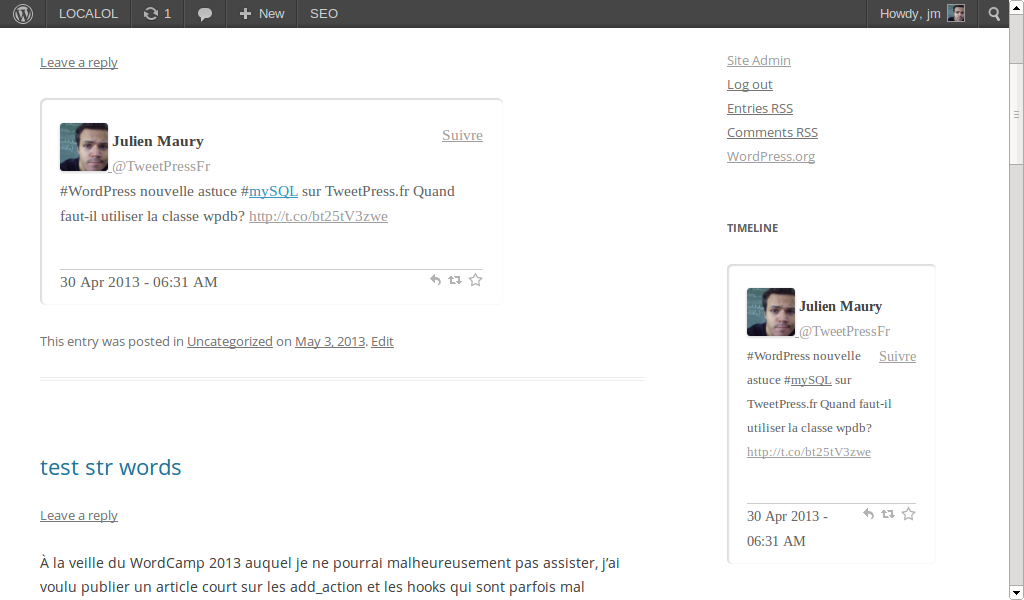 LOCALOL 1 New SEO Howdy, jm
Leave a reply
Julien Maury
Suivre
@TweetPressFr
#WordPress nouvelle astuce #mySQL sur TweetPress.fr Quand
faut-il utiliser la classe wpdb? http://t.co/bt25tV3zwe
30 Apr 2013 - 06:31 AM
This entry was posted in Uncategorized on May 3, 2013. Edit
test str words
Leave a reply
À la veille du WordCamp 2013 auquel je ne pourrai malheureusement pas assister, j’ai
voulu publier un article court sur les add_action et les hooks qui sont parfois mal
Site Admin
Log out
Entries RSS
Comments RSS
WordPress.org
TIMELINE
Julien Maury
@TweetPressFr
#WordPress nouvelle Suivre
astuce #mySQL sur
TweetPress.fr Quand faut-il
utiliser la classe wpdb?
http://t.co/bt25tV3zwe
30 Apr 2013 -
06:31 AM